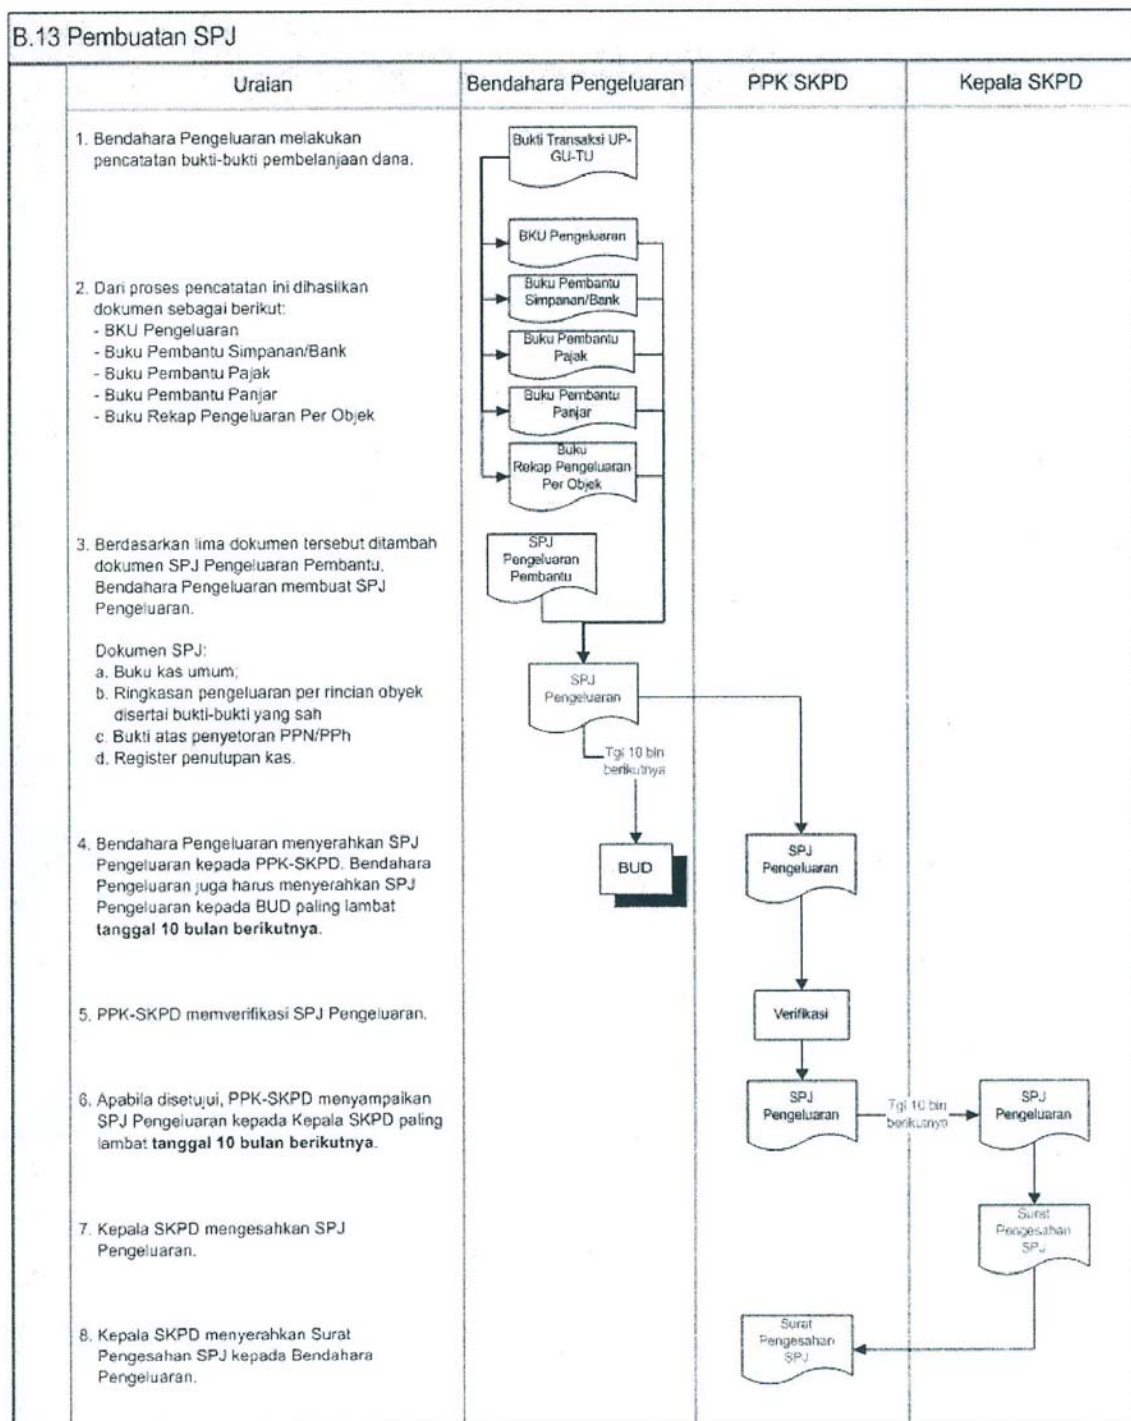 B.13 Pembuatan SPJ
Uraian
Bendahara Pengeluaran
PPK SKPD
Kepala SKPD
1. Bendahara Pengeluaran melakukan
pencatatan bukti-bukti pembelanjaan dana.
Bukti Transaksi UP-
GU-TU
BKU Pengeluaran
2. Dari proses pencatatan ini dihasilkan
dokumen sebagai berikut:
- BKU Pengeluaran
- Buku Pembantu Simpanan/Bank
- Buku Pembantu Pajak
- Buku Pembantu Panjar
- Buku Rekap Pengeluaran Per Objek
Buku Pembantu
Simpanan/Bank
Buku Pembantu
Pajak
Buku Pembantu
Panjar
Buku
Rekap Pengeluaran
Per Objek
3. Berdasarkan lima dokumen tersebut ditambah
dokumen SPJ Pengeluaran Pembantu,
Bendahara Pengeluaran membuat SPJ
Pengeluaran.
Dokumen SPJ:
a. Buku kas umum;
b. Ringkasan pengeluaran per rincian obyek
disertai bukti-bukti yang sah
c. Bukti atas penyetoran PPN/PPh
d. Register penutupan kas.
SPJ
Pengeluaran
Pembantu
SPJ
Pengeluaran
Tgl 10 bln
berikutnya
4. Bendahara Pengeluaran menyerahkan SPJ
Pengeluaran kepada PPK-SKPD. Bendahara
Pengeluaran juga harus menyerahkan SPJ
Pengeluaran kepada BUD paling lambat
tanggal 10 bulan berikutnya.
BUD
SPJ
Pengeluaran
5. PPK-SKPD memverifikasi SPJ Pengeluaran.
Verifikasi
6. Apabila disetujui, PPK-SKPD menyampaikan
SPJ Pengeluaran kepada Kepala SKPD paling
lambat tanggal 10 bulan berikutnya.
SPJ
Pengeluaran
Tgl 10 bln
berikutnya
SPJ
Pengeluaran
7. Kepala SKPD mengesahkan SPJ
Pengeluaran.
Surat
Pengesahan
SPJ
8. Kepala SKPD menyerahkan Surat
Pengesahan SPJ kepada Bendahara
Pengeluaran.
Surat
Pengesahan
SPJ